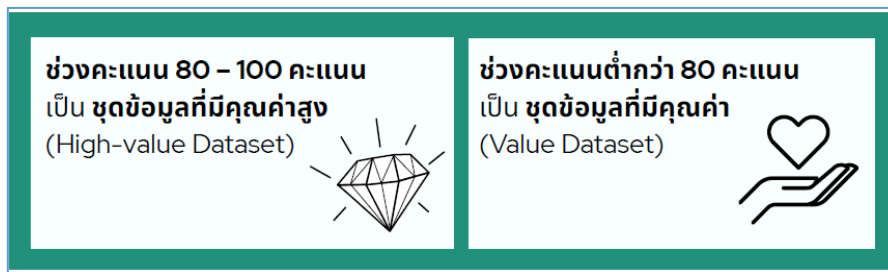 ช่วงคะแนน 80 – 100 คะแนน
เป็น ชุดข้อมูลที่มีคุณค่าสูง
(High-value Dataset)
ช่วงคะแนนต่ำกว่า 80 คะแนน
เป็น ชุดข้อมูลที่มีคุณค่า
(Value Dataset)